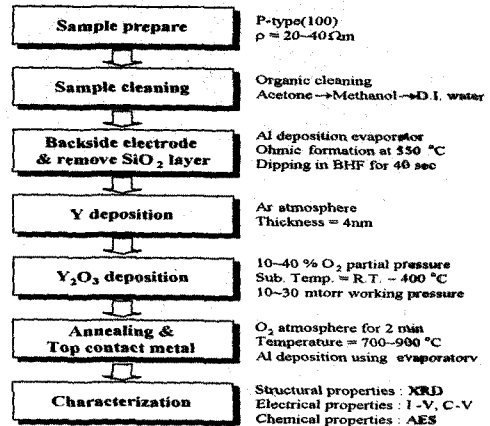 Sample prepare
P-type(100)
ρ = 20~40Ωm
Sample cleaning
Organic cleaning
Acetone →Methanol→D.I. water
Backside electrode
& remove SiO2 layer
Al deposition evaporator
Ohmic formation at 550 °C
Dipping in BHF for 40 sec
Y deposition
Ar atmosphere
Thickness = 4nm
Y2O3 deposition
10~40 % O2 partial pressure
Sub. Temp. = R.T. ~ 400 °C
10~30 mtorr working pressure
Annealing &
Top contact metal
O2 atmosphere for 2 min
Temperature = 700~900 °C
Al deposition using evaporatorv
Characterization
Structural properties : XRD
Electrical properties : I -V, C-V
Chemical properties : AES